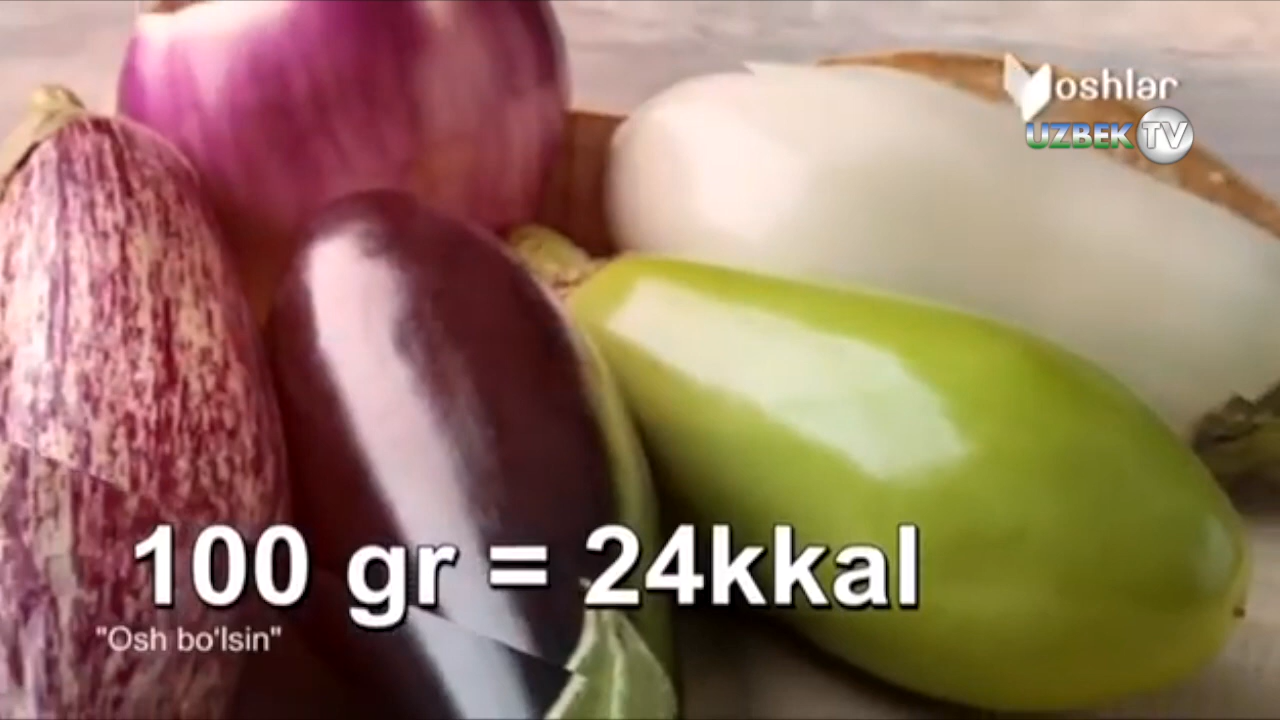 Yoshlar
UZBEK TV
100 gr = 24kkal
"Osh bo‘lsin"